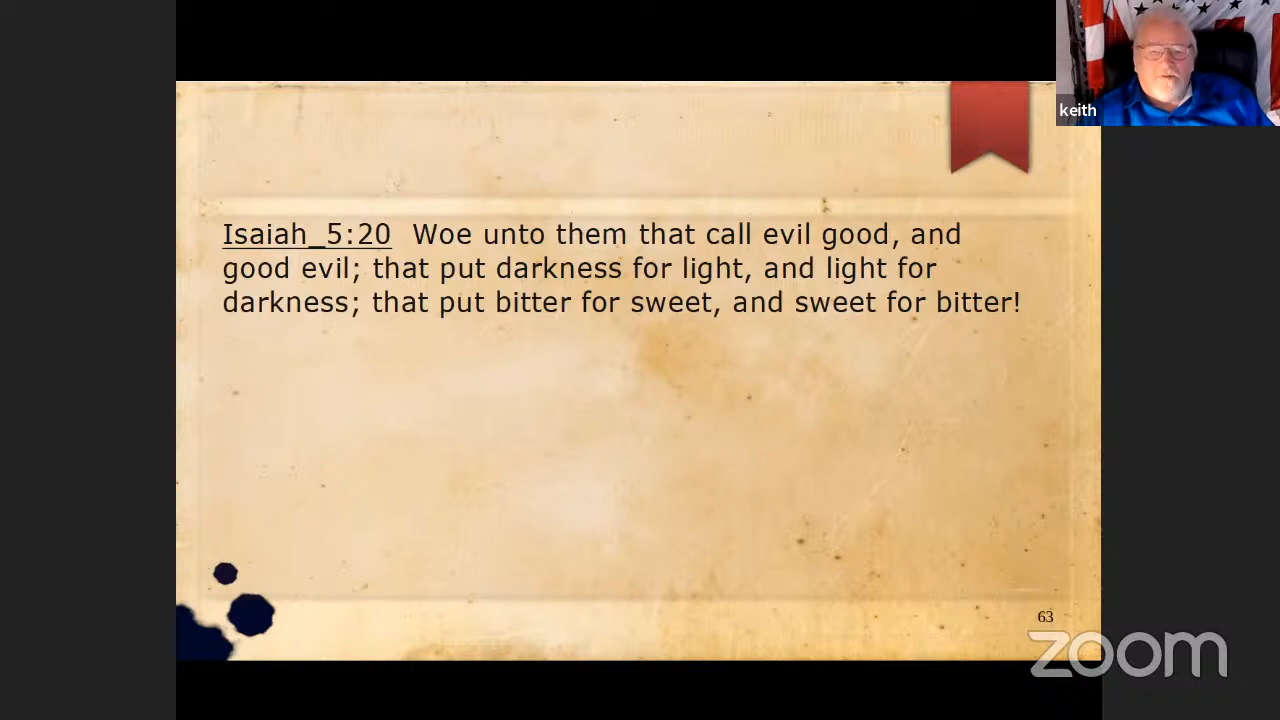 keith
Isaiah_5:20 Woe unto them that call evil good, and
good evil; that put darkness for light, and light for
darkness; that put bitter for sweet, and sweet for bitter!
63
zoom